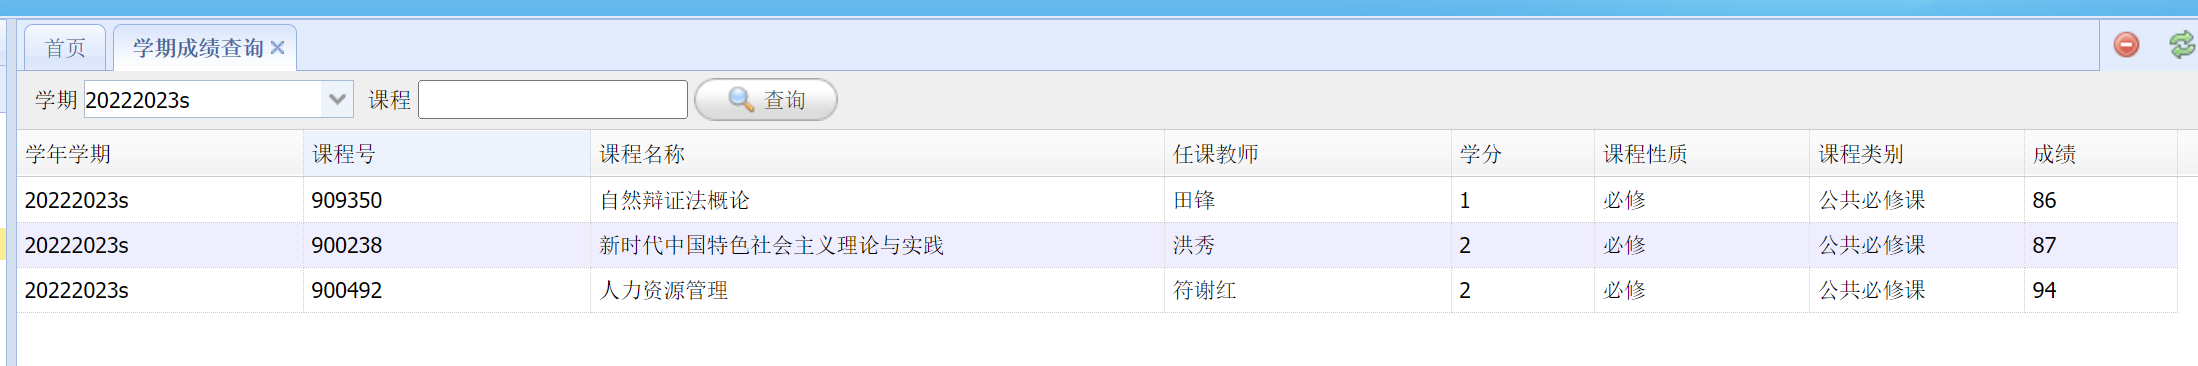 首页 学期成绩查询
学期 20222023s 课程 查询
学年学期 课程号 课程名称 任课教师 学分 课程性质 课程类别 成绩
20222023s 909350 自然辩证法概论 田锋 1 必修 公共必修课 86
20222023s 900238 新时代中国特色社会主义理论与实践 洪秀 2 必修 公共必修课 87
20222023s 900492 人力资源管理 符谢红 2 必修 公共必修课 94